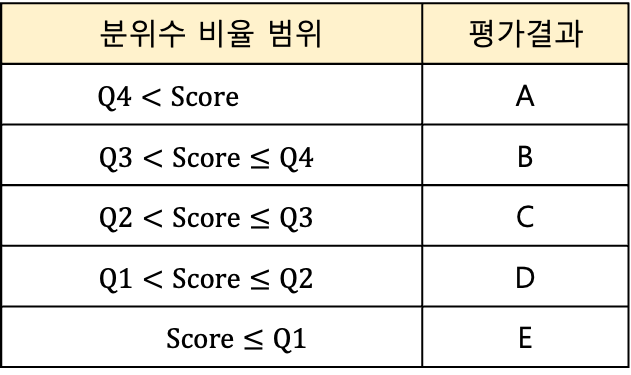 분위수 비율 범위 평가결과
Q4 < Score A
Q3 < Score ≤ Q4 B
Q2 < Score ≤ Q3 C
Q1 < Score ≤ Q2 D
Score ≤ Q1 E